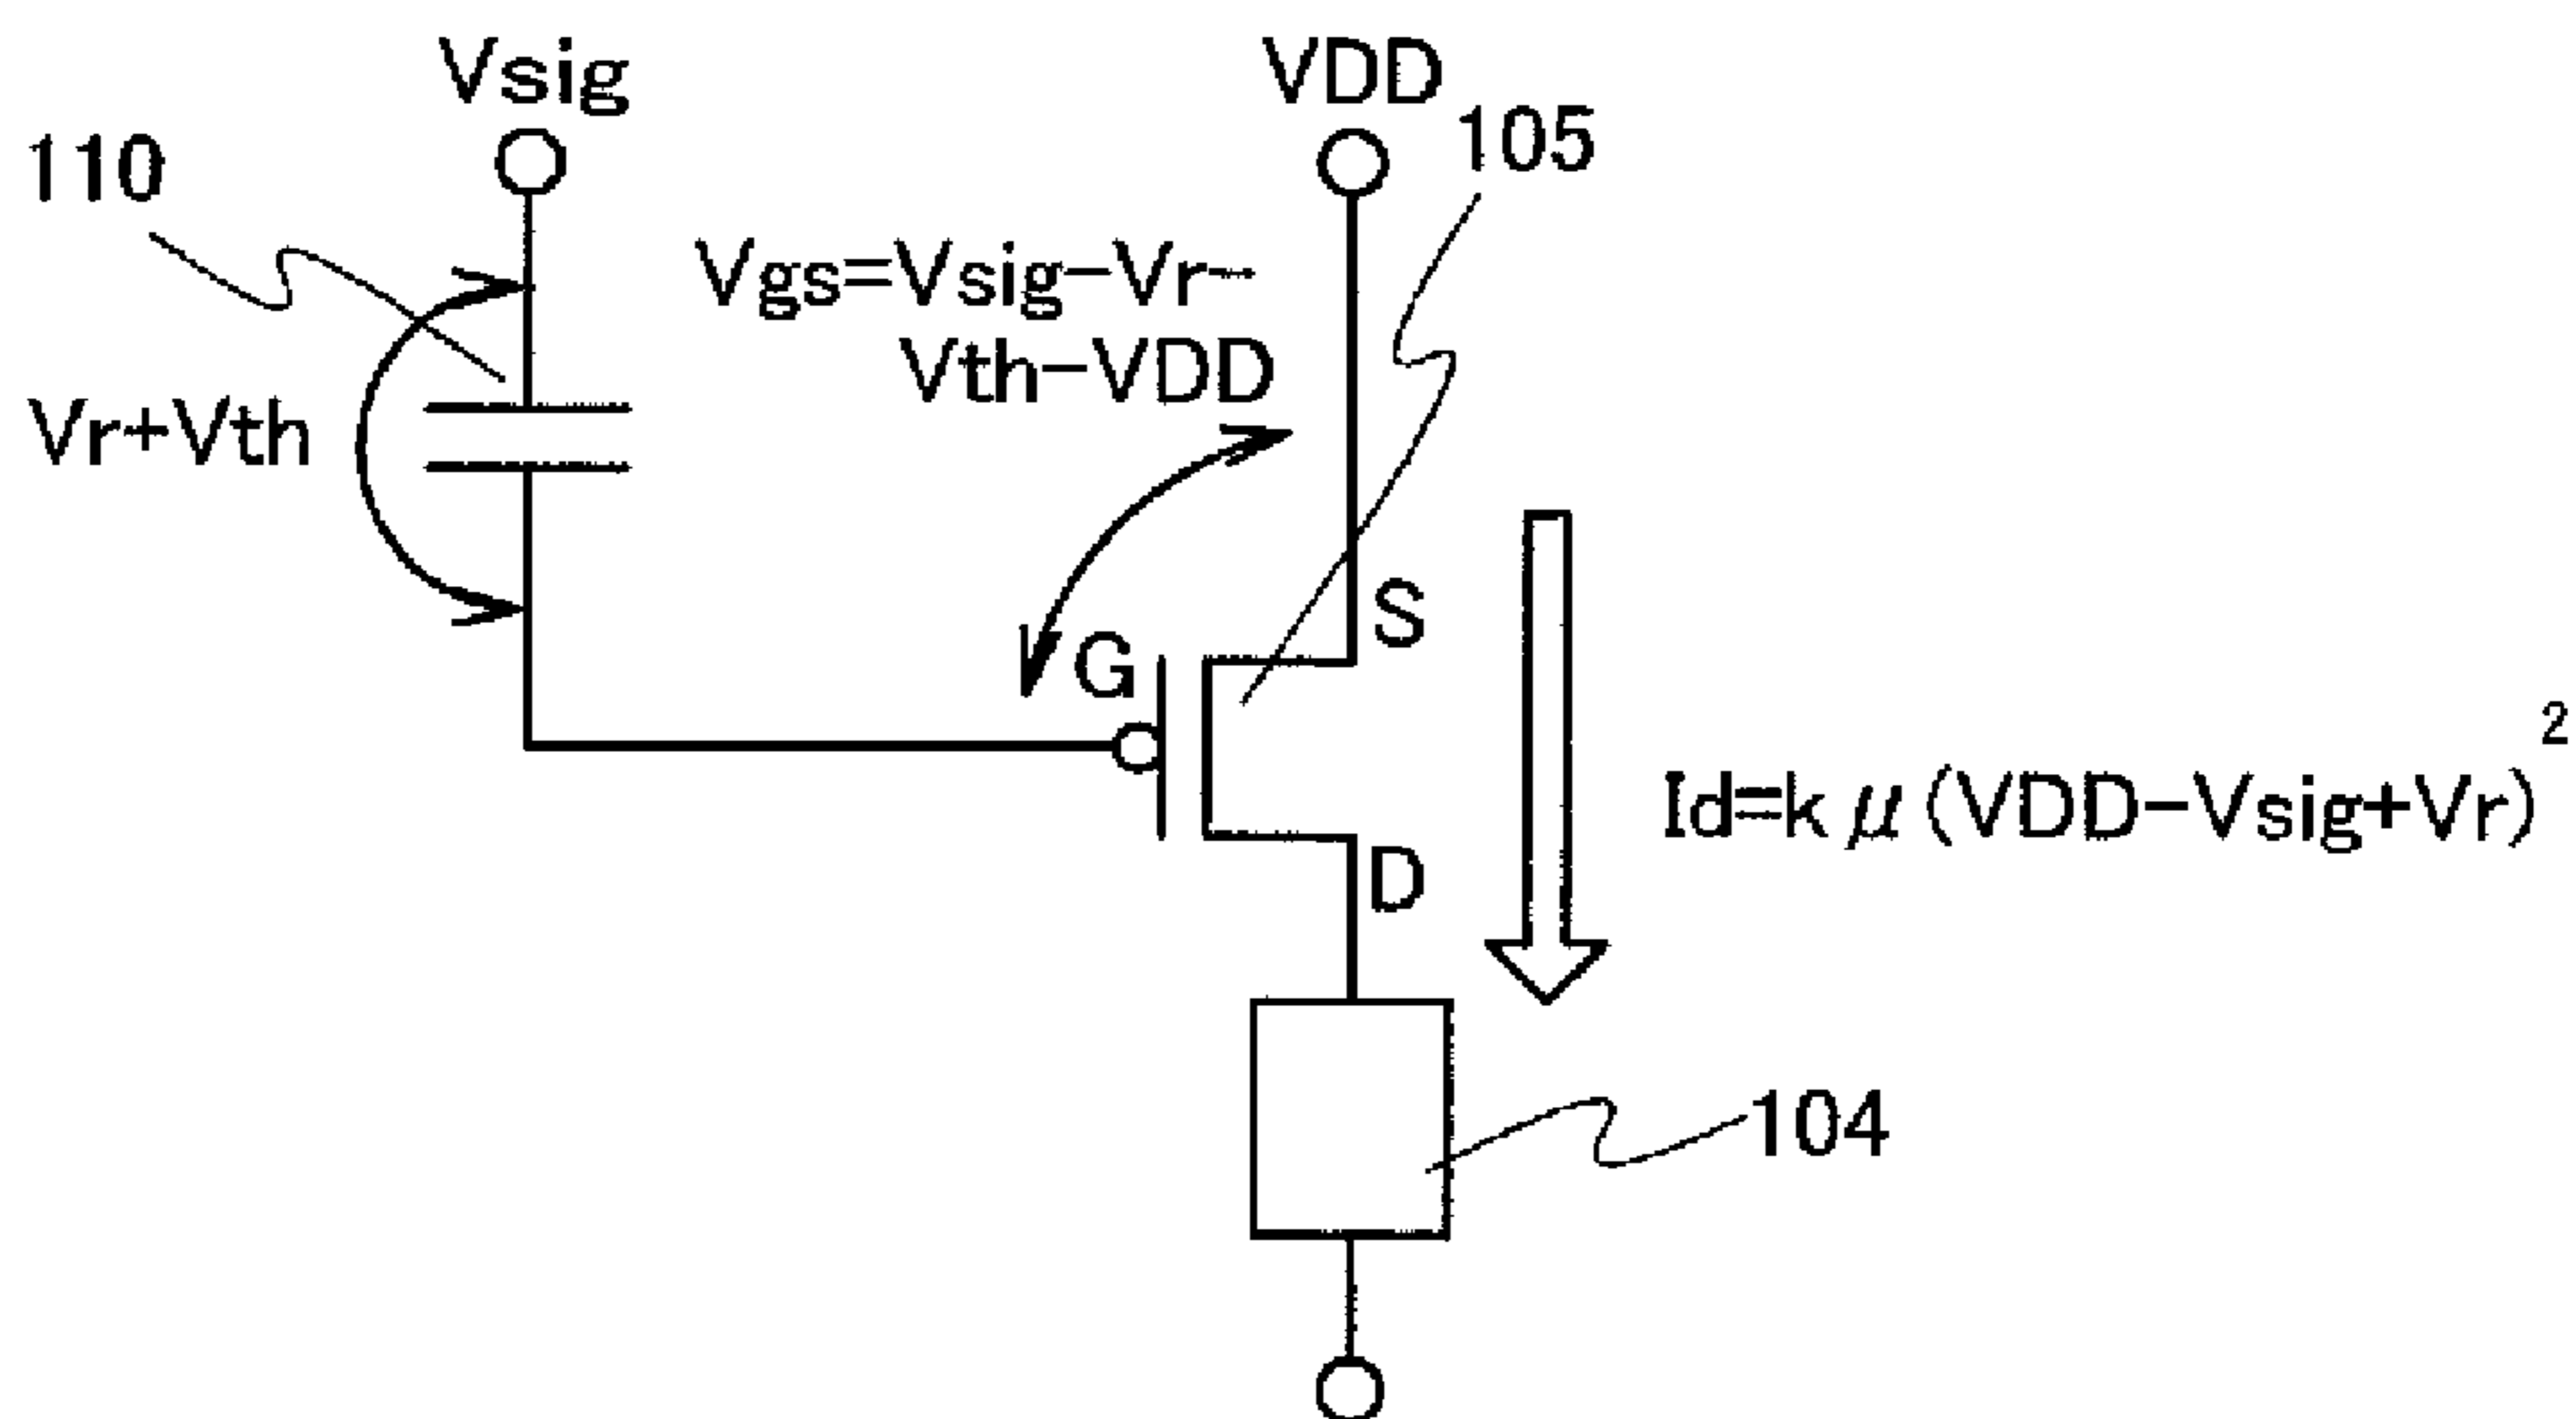 Vsig
VDD
110
105
Vgs=Vsig-Vr-
Vth-VDD
Vr+Vth
S
G
Id=kμ(VDD-Vsig+Vr)²
D
104